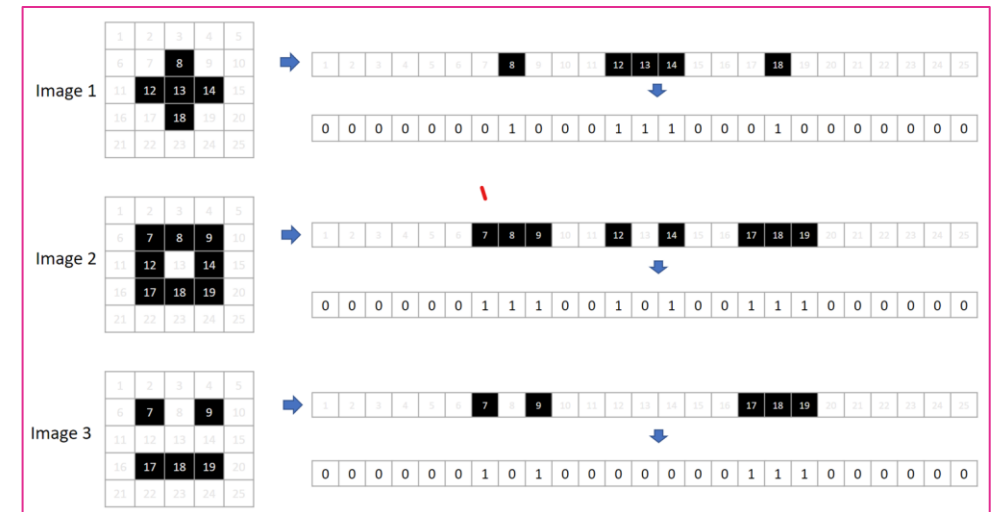 1 2 3 4 5
6 7 8 9 10
Image 1
11 12 13 14 15
16 17 18 19 20
21 22 23 24 25
1 2 3 4 5 6 7 8 9 10 11 12 13 14 15 16 17 18 19 20 21 22 23 24 25
0 0 0 0 0 0 0 1 0 0 0 1 1 1 0 0 0 1 0 0 0 0 0 0 0
1 2 3 4 5
6 7 8 9 10
Image 2
11 12 13 14 15
16 17 18 19 20
21 22 23 24 25
1 2 3 4 5 6 7 8 9 10 11 12 13 14 15 16 17 18 19 20 21 22 23 24 25
0 0 0 0 0 0 1 1 1 0 0 1 0 1 0 0 1 1 1 0 0 0 0 0 0
1 2 3 4 5
6 7 8 9 10
11 12 13 14 15
Image 3
16 17 18 19 20
21 22 23 24 25
1 2 3 4 5 6 7 8 9 10 11 12 13 14 15 16 17 18 19 20 21 22 23 24 25
0 0 0 0 0 0 1 0 1 0 0 0 0 0 0 0 1 1 1 0 0 0 0 0 0